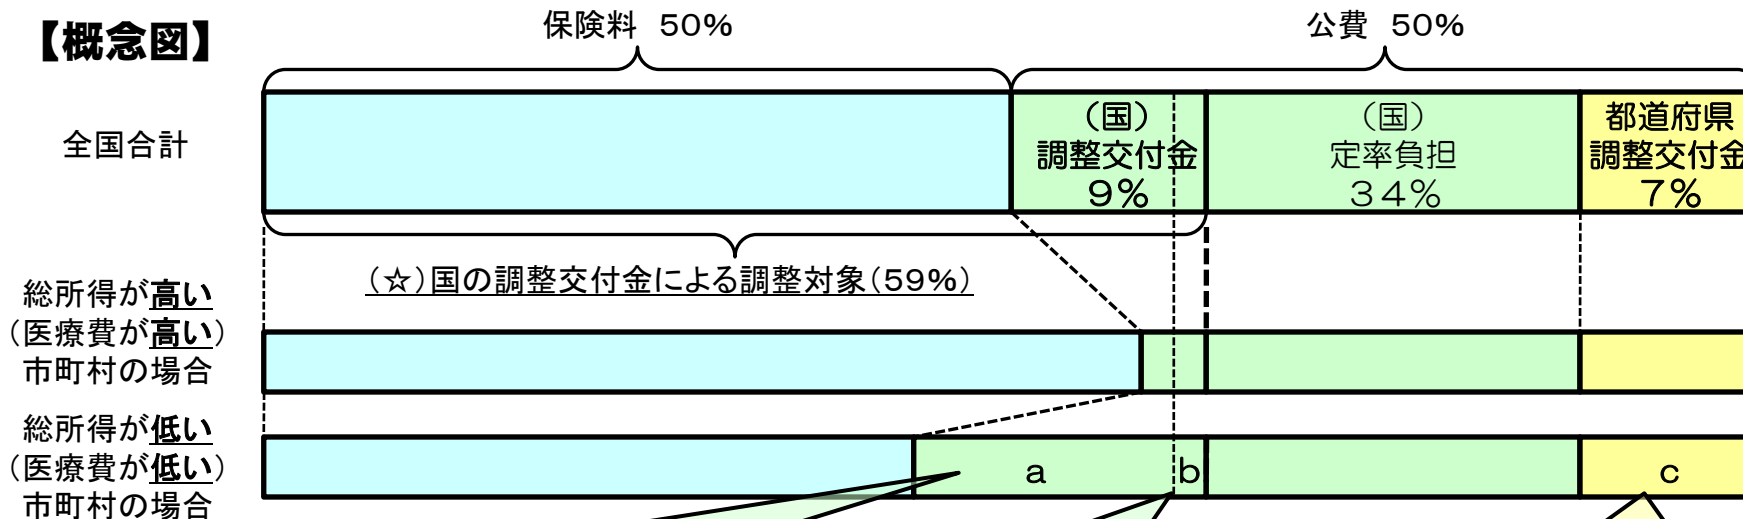 【概念図】
保険料 50%
公費 50%
全国合計
(国)
調整交付金
9%
(国)
定率負担
34%
都道府県
調整交付金
7%
(☆)国の調整交付金による調整対象(59%)
総所得が高い
(医療費が高い)
市町村の場合
総所得が低い
(医療費が低い)
市町村の場合
a
b
c